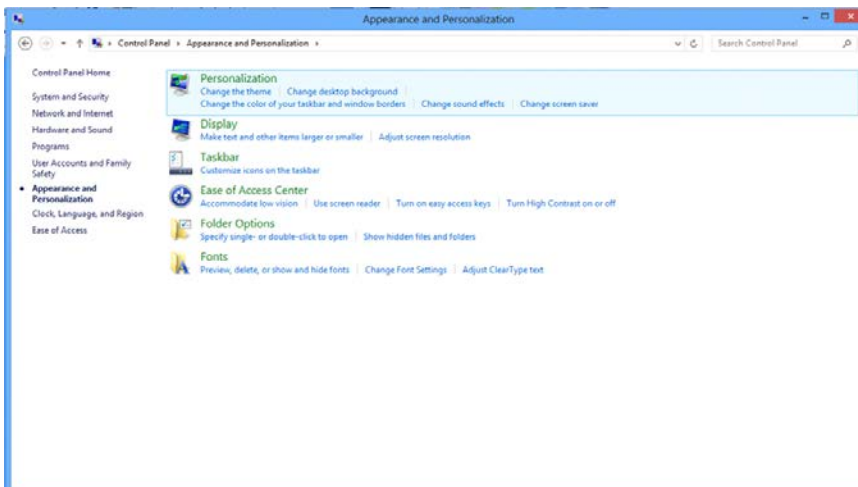 Appearance and Personalization
Control Panel ▸ Appearance and Personalization ▸
Search Control Panel
Control Panel Home
System and Security
Network and Internet
Hardware and Sound
Programs
User Accounts and Family
Safety
Appearance and
Personalization
Clock, Language, and Region
Ease of Access
Personalization
Change the theme | Change desktop background |
Change the color of your taskbar and window borders | Change sound effects | Change screen saver
Display
Make text and other items larger or smaller | Adjust screen resolution
Taskbar
Customize icons on the taskbar
Ease of Access Center
Accommodate low vision | Use screen reader | Turn on easy access keys | Turn High Contrast on or off
Folder Options
Specify single- or double-click to open | Show hidden files and folders
Fonts
Preview, delete, or show and hide fonts | Change Font Settings | Adjust ClearType text